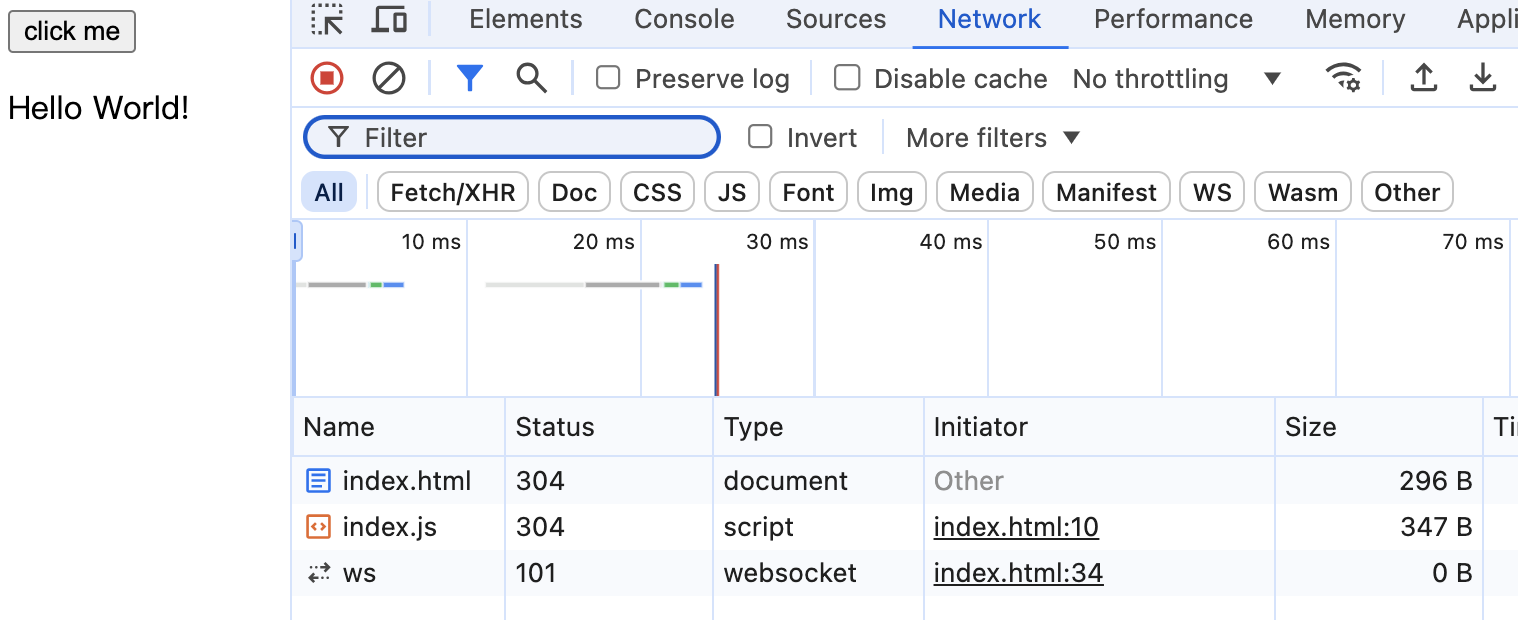 click me
Hello World!
Elements Console Sources Network Performance Memory Appli
Preserve log Disable cache No throttling
Filter Invert More filters
All Fetch/XHR Doc CSS JS Font Img Media Manifest WS Wasm Other
10 ms 20 ms 30 ms 40 ms 50 ms 60 ms 70 ms
Name Status Type Initiator Size Ti
index.html 304 document Other 296 B
index.js 304 script index.html:10 347 B
ws 101 websocket index.html:34 0 B